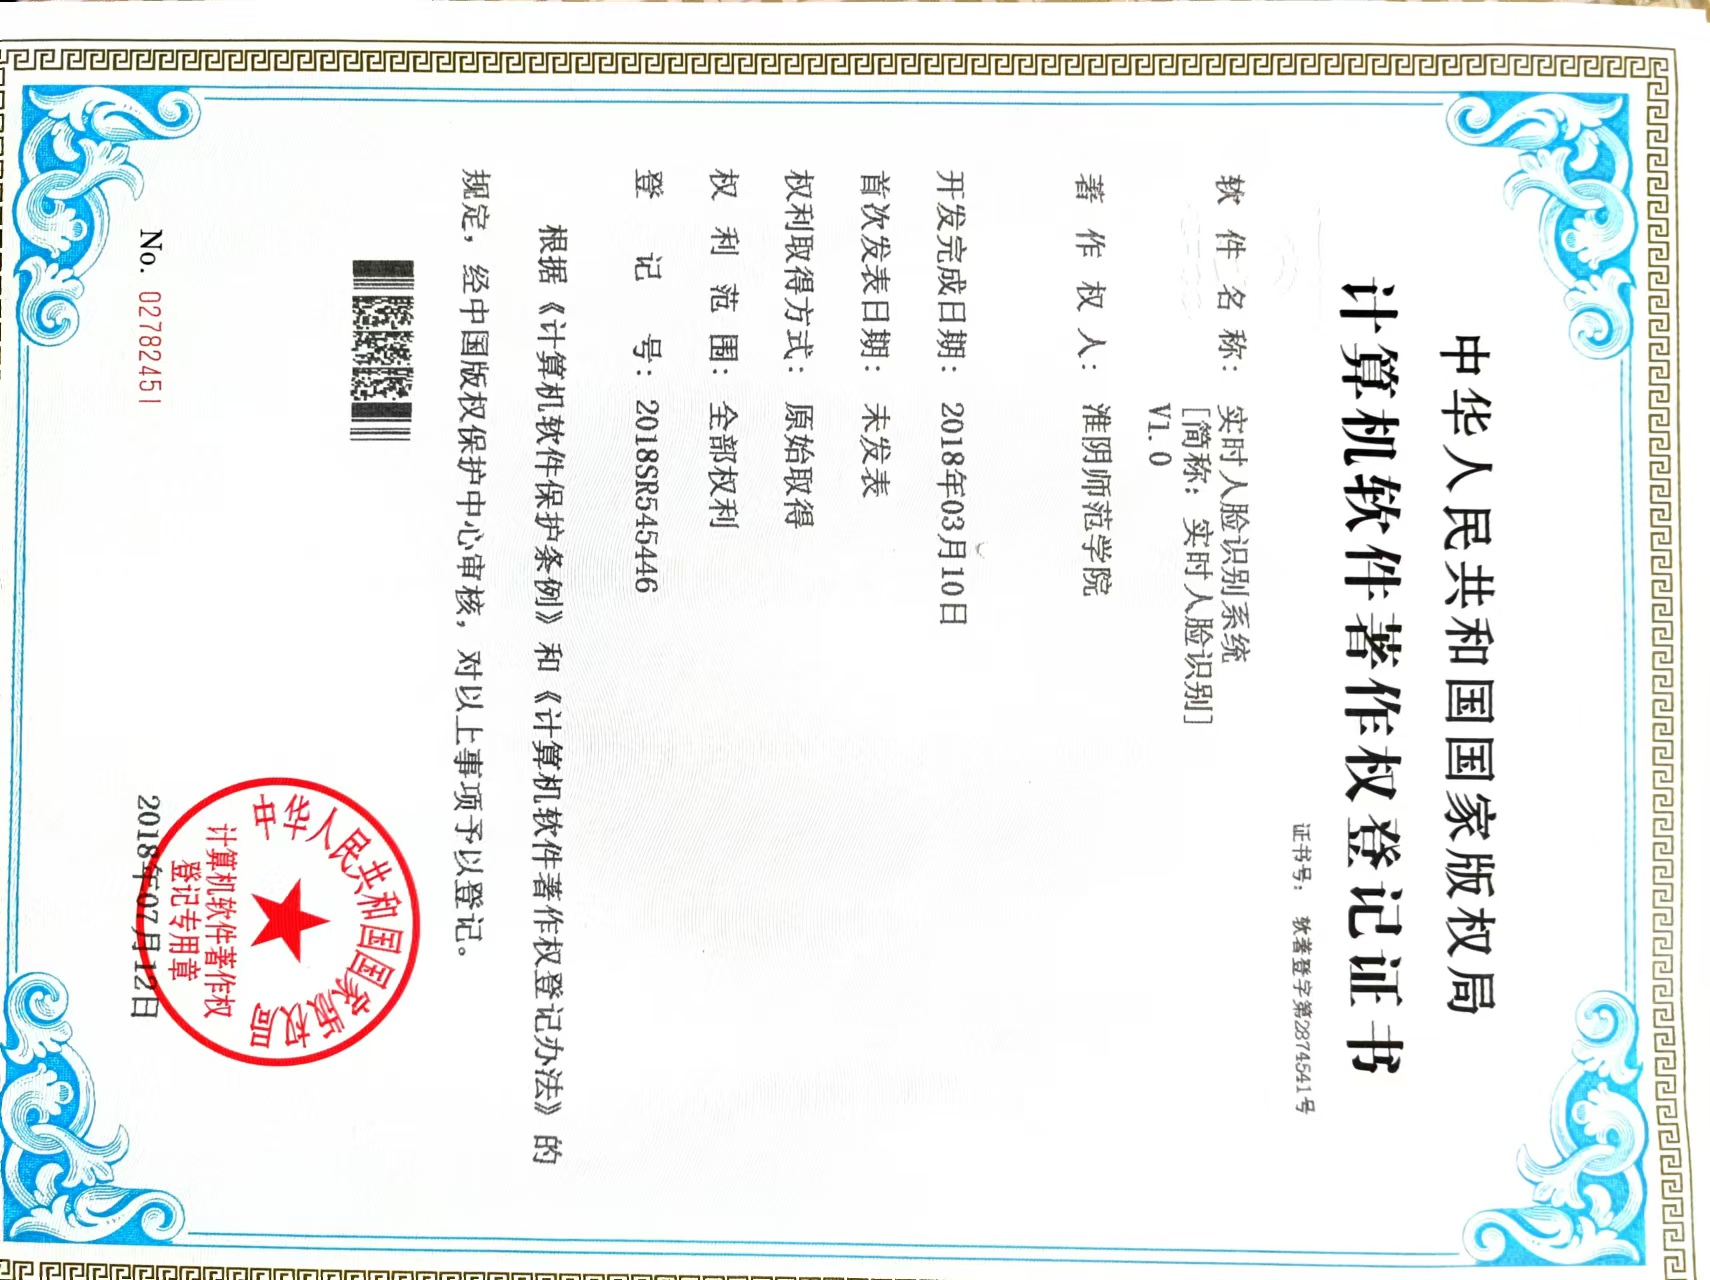 中华人民共和国国家版权局
计算机软件著作权登记证书
证书号： 软著登字第2874541号
软件名称： 实时人脸识别系统
[简称：实时人脸识别]
V1.0
著作权人： 淮阴师范学院
开发完成日期： 2018年03月10日
首次发表日期： 未发表
权利取得方式： 原始取得
权利范围： 全部权利
登记号： 2018SR545446
根据《计算机软件保护条例》和《计算机软件著作权登记办法》的
规定，经中国版权保护中心审核，对以上事项予以登记。
中华人民共和国国家版权局
计算机软件著作权
登记专用章
No. 02782451
2018年07月12日